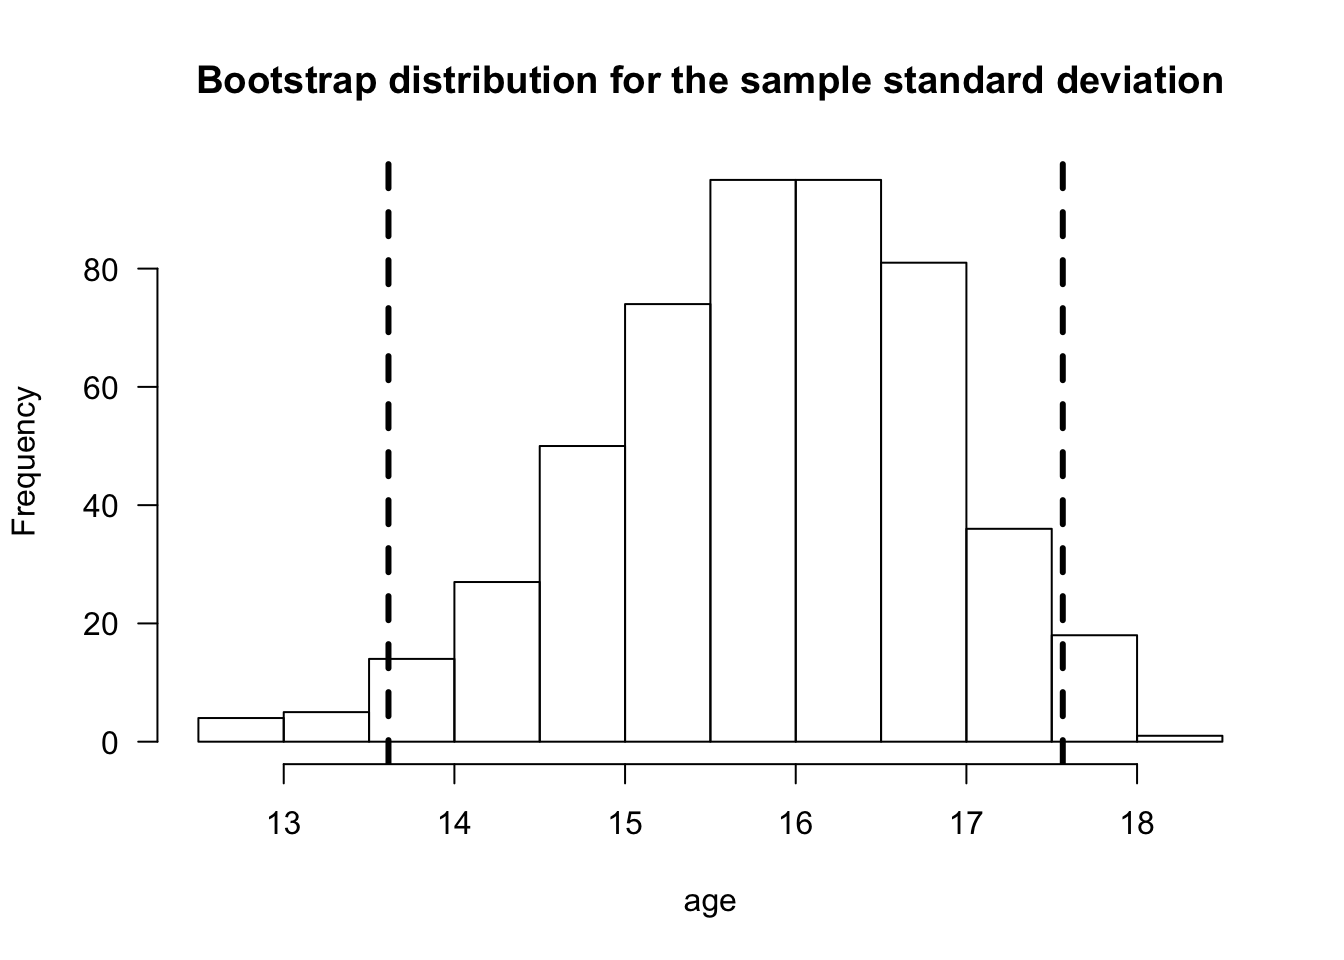 Bootstrap distribution for the sample standard deviation
Frequency
80
60
40
20
0
13 14 15 16 17 18
age